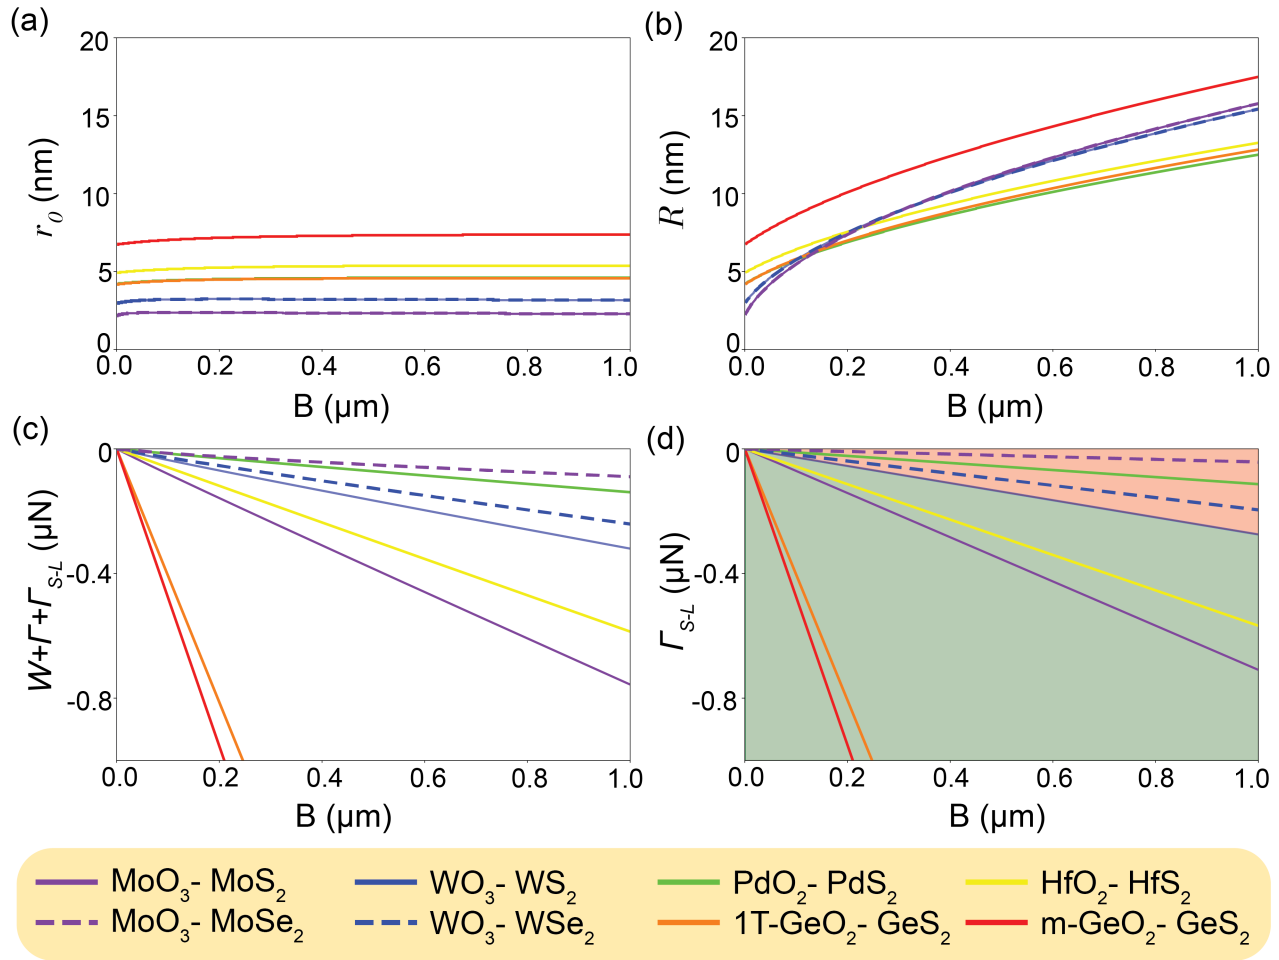 (a)
20
15
10
5
0
r₀ (nm)
0.0 0.2 0.4 0.6 0.8 1.0
B (μm)
(b)
20
15
10
5
0
R (nm)
0.0 0.2 0.4 0.6 0.8 1.0
B (μm)
(c)
0
-0.4
-0.8
W+Γ+Γ_S-L (μN)
0.0 0.2 0.4 0.6 0.8 1.0
B (μm)
(d)
0
-0.4
-0.8
Γ_S-L (μN)
0.0 0.2 0.4 0.6 0.8 1.0
B (μm)
MoO₃- MoS₂ WO₃- WS₂ PdO₂- PdS₂ HfO₂- HfS₂
MoO₃- MoSe₂ WO₃- WSe₂ 1T-GeO₂- GeS₂ m-GeO₂- GeS₂